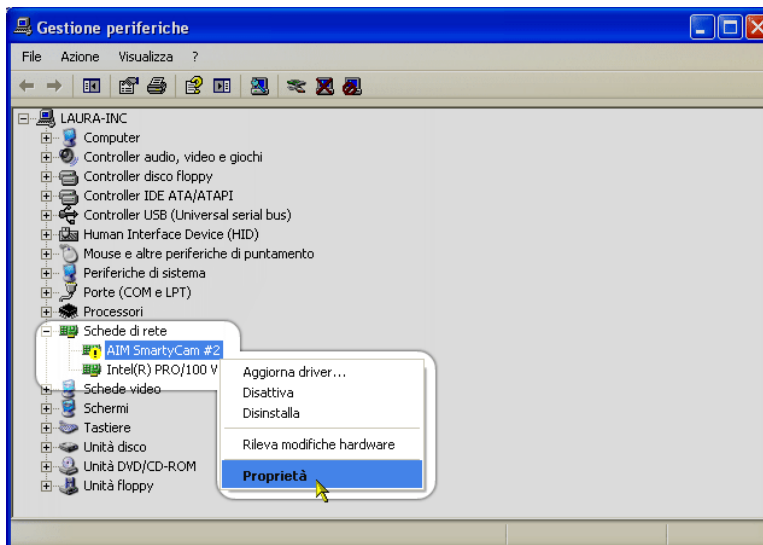 Gestione periferiche
File Azione Visualizza ?
LAURA-INC
Computer
Controller audio, video e giochi
Controller disco floppy
Controller IDE ATA/ATAPI
Controller USB (Universal serial bus)
Human Interface Device (HID)
Mouse e altre periferiche di puntamento
Periferiche di sistema
Porte (COM e LPT)
Processori
Schede di rete
AIM SmartyCam #2
Intel(R) PRO/100 V
Aggiorna driver...
Disattiva
Disinstalla
Rileva modifiche hardware
Proprietà
Schede video
Schermi
Tastiere
Unità disco
Unità DVD/CD-ROM
Unità floppy